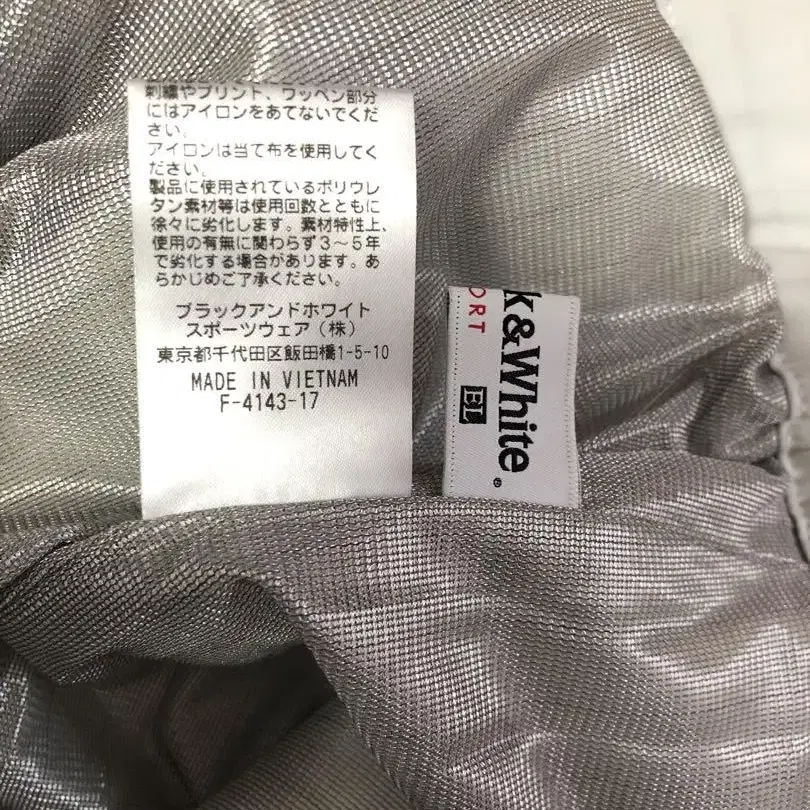 刺繍やプリント、ワッペン部分
にはアイロンをあてないでくだ
さい。
アイロンは当て布を使用してく
ださい。
製品に使用されているポリウレ
タン素材等は使用回数とともに
徐々に劣化します。素材特性上、
使用の有無に関わらず3〜5年
で劣化する場合があります。あ
らかじめご了承ください。
ブラックアンドホワイト
スポーツウェア(株)
東京都千代田区飯田橋1-5-10
MADE IN VIETNAM
F-4143-17
k&White®
ORT
EL